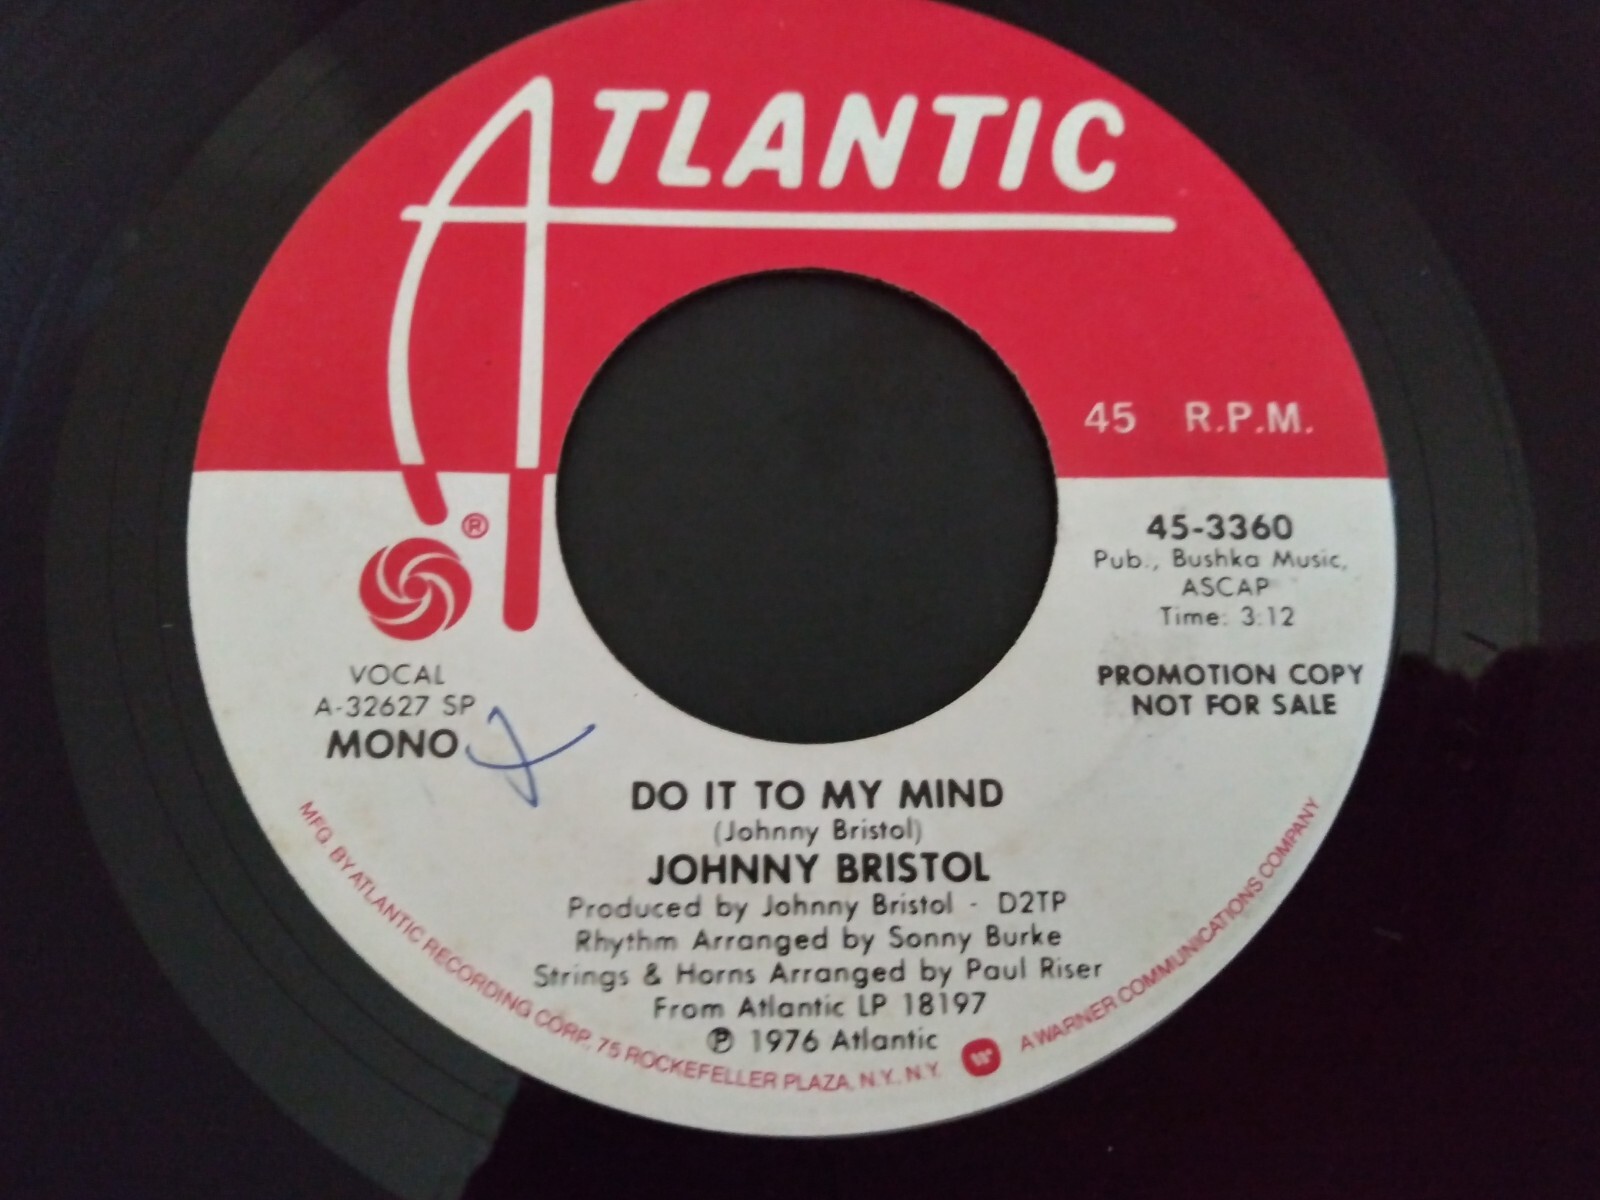 ATLANTIC
45 R.P.M.
®
45-3360
Pub., Bushka Music,
ASCAP
Time: 3:12
PROMOTION COPY
NOT FOR SALE
VOCAL
A-32627 SP
MONO
DO IT TO MY MIND
(Johnny Bristol)
JOHNNY BRISTOL
Produced by Johnny Bristol - D2TP
Rhythm Arranged by Sonny Burke
Strings & Horns Arranged by Paul Riser
From Atlantic LP 18197
℗ 1976 Atlantic
MFG. BY ATLANTIC RECORDING CORP., 75 ROCKEFELLER PLAZA, N.Y., N.Y. A WARNER COMMUNICATIONS COMPANY